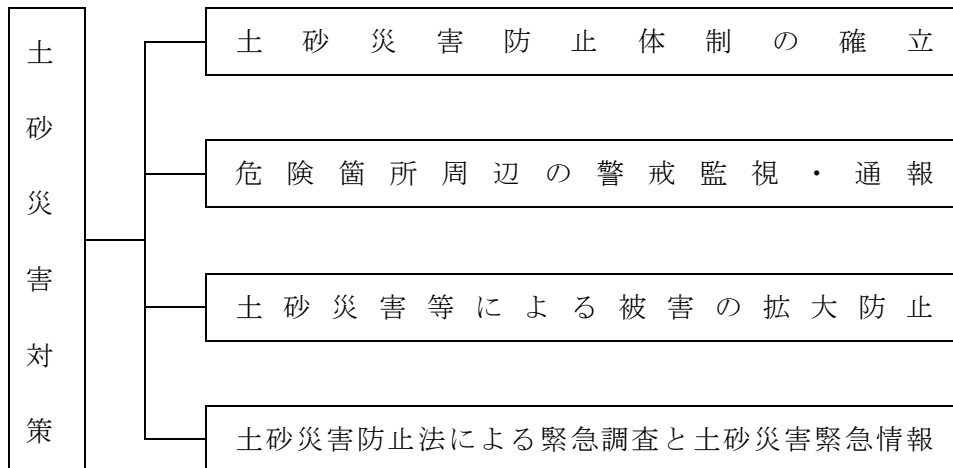 土砂災害対策
土砂災害防止体制の確立
危険箇所周辺の警戒監視・通報
土砂災害等による被害の拡大防止
土砂災害防止法による緊急調査と土砂災害緊急情報